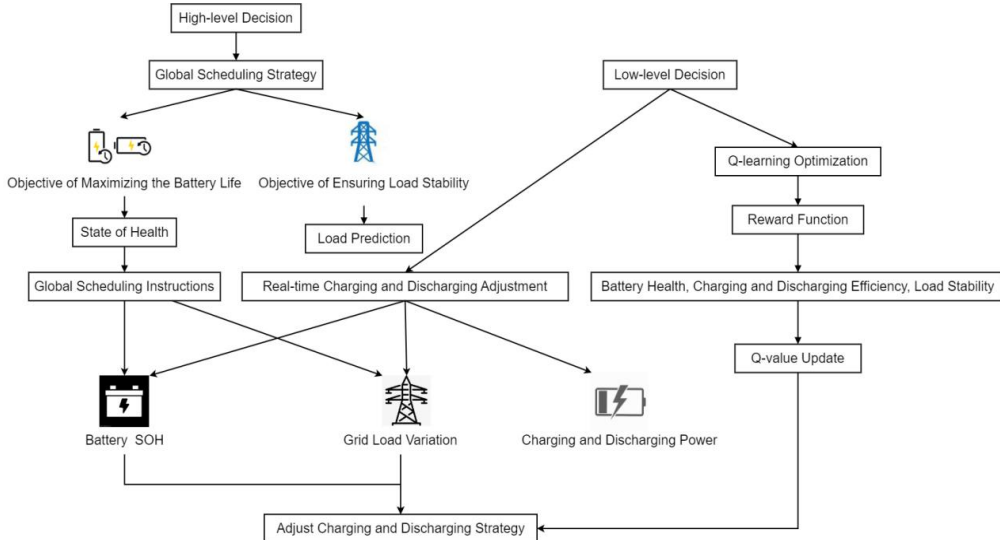 High-level Decision
Global Scheduling Strategy
Low-level Decision
Q-learning Optimization
Objective of Maximizing the Battery Life
Objective of Ensuring Load Stability
State of Health
Load Prediction
Reward Function
Global Scheduling Instructions
Real-time Charging and Discharging Adjustment
Battery Health, Charging and Discharging Efficiency, Load Stability
Q-value Update
Battery SOH
Grid Load Variation
Charging and Discharging Power
Adjust Charging and Discharging Strategy